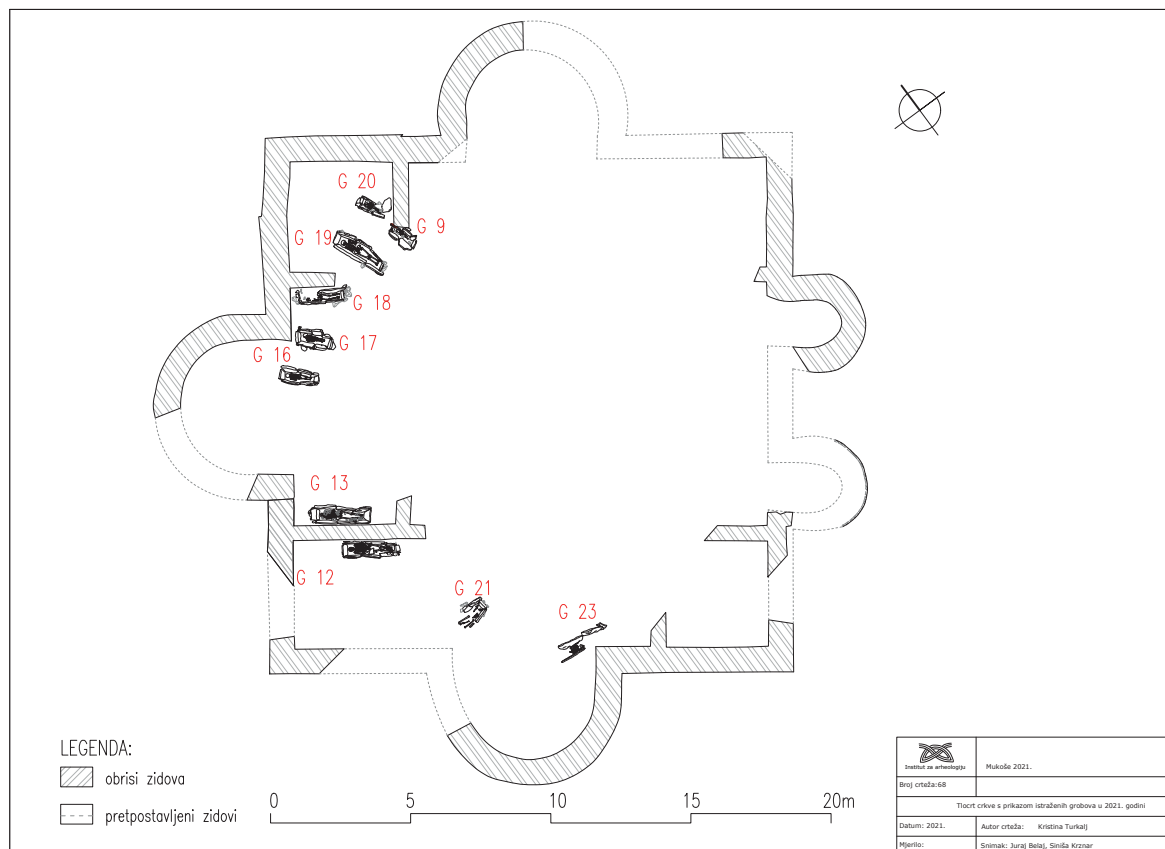 G 20
G 9
G 19
G 18
G 17
G 16
G 13
G 12
G 21
G 23
LEGENDA:
obrisi zidova
pretpostavljeni zidovi
0 5 10 15 20m
Institut za arheologiju
Mukoše 2021.
Broj crteža:68
Tlocrt crkve s prikazom istraženih grobova u 2021. godini
Datum: 2021.
Autor crteža: Kristina Turkalj
Mjerilo:
Snimak: Juraj Belaj, Siniša Krznar